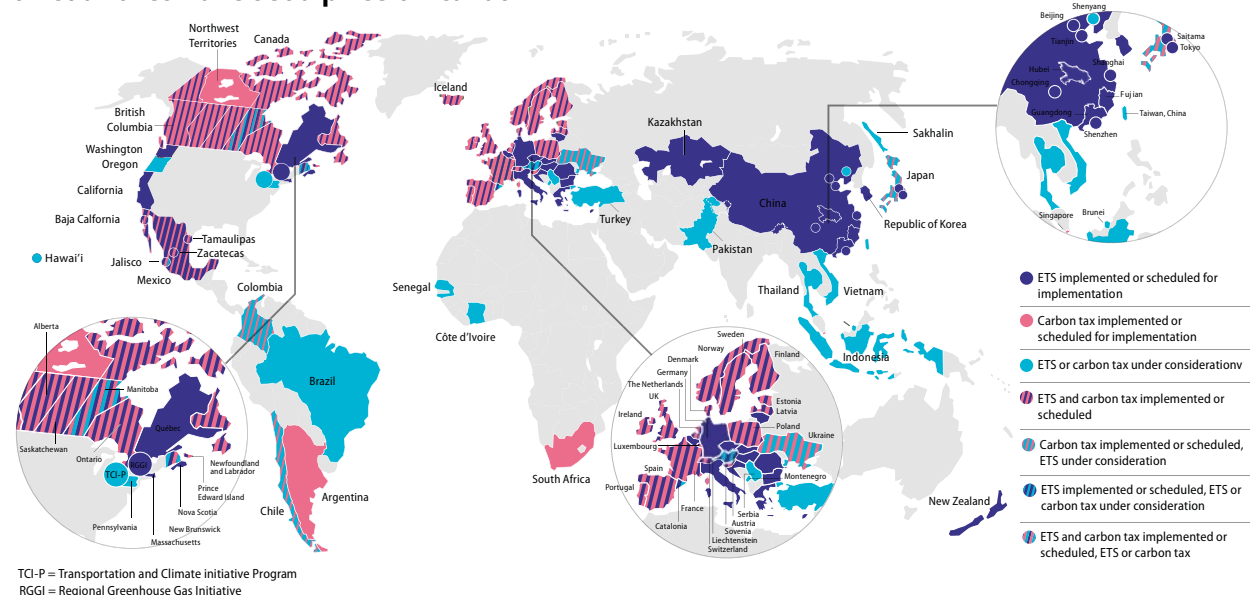 Northwest
Territories
Canada
British
Columbia
Washington
Oregon
California
Baja Calfornia
Tamaulipas
Zacatecas
Jalisco
Mexico
Hawai'i
Colombia
Iceland
Kazakhstan
China
Turkey
Pakistan
Sakhalin
Japan
Republic of Korea
Thailand
Vietnam
Indonesia
Senegal
Côte d'Ivoire
Brazil
Argentina
Chile
South Africa
New Zealand
Shenyang
Beijing
Tianjin
Saitama
Tokyo
Shanghai
Hubei
Chongqing
Fujian
Guangdong
Taiwan, China
Shenzhen
Singapore
Brunei
Alberta
Manitoba
Québec
Saskatchewan
Ontario
TCI-P
RGGI
Newfoundland
and Labrador
Prince
Edward Island
Nova Scotia
New Brunswick
Pennsylvania
Massachusetts
Sweden
Norway
Finland
Denmark
Germany
The Netherlands
UK
Ireland
Estonia
Latvia
Poland
Ukraine
Luxembourg
Spain
Portugal
Montenegro
France
Catalonia
Serbia
Austria
Sovenia
Liechtenstein
Switzerland
ETS implemented or scheduled for
implementation
Carbon tax implemented or
scheduled for implementation
ETS or carbon tax under considerationv
ETS and carbon tax implemented or
scheduled
Carbon tax implemented or scheduled,
ETS under consideration
ETS implemented or scheduled, ETS or
carbon tax under consideration
ETS and carbon tax implemented or
scheduled, ETS or carbon tax
TCI-P = Transportation and Climate initiative Program
RGGI = Regional Greenhouse Gas Initiative